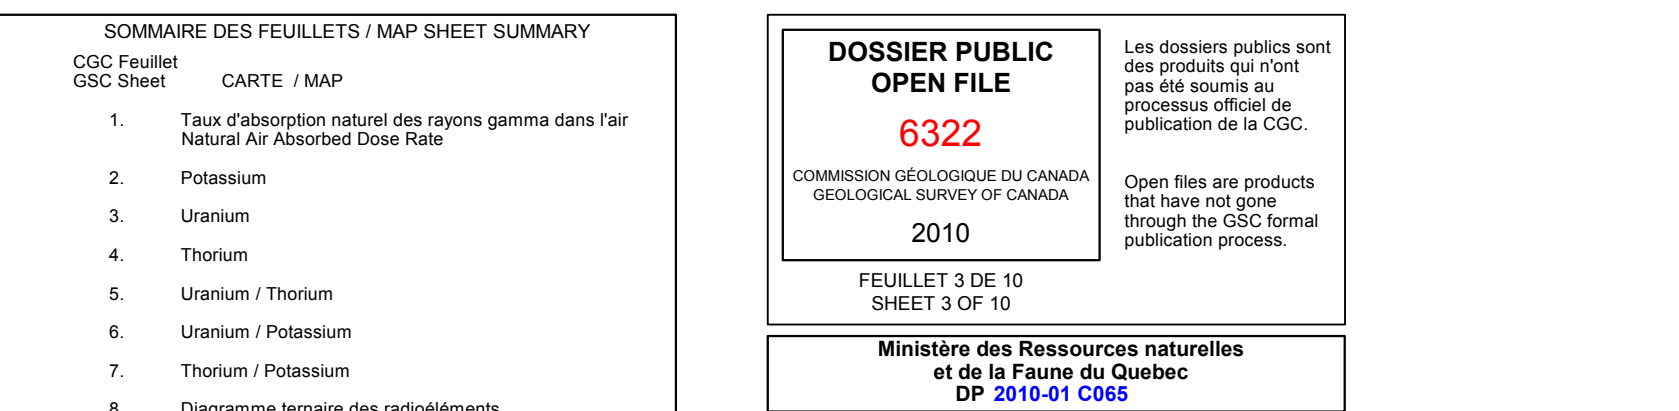 SOMMAIRE DES FEUILLETS / MAP SHEET SUMMARY
CGC Feuillet
GSC Sheet CARTE / MAP
1. Taux d'absorption naturel des rayons gamma dans l'air
Natural Air Absorbed Dose Rate
2. Potassium
3. Uranium
4. Thorium
5. Uranium / Thorium
6. Uranium / Potassium
7. Thorium / Potassium
8. Diagramme ternaire des radioéléments
DOSSIER PUBLIC
OPEN FILE
6322
COMMISSION GÉOLOGIQUE DU CANADA
GEOLOGICAL SURVEY OF CANADA
2010
FEUILLET 3 DE 10
SHEET 3 OF 10
Les dossiers publics sont
des produits qui n'ont
pas été soumis au
processus officiel de
publication de la CGC.
Open files are products
that have not gone
through the GSC formal
publication process.
Ministère des Ressources naturelles
et de la Faune du Quebec
DP 2010-01 C065